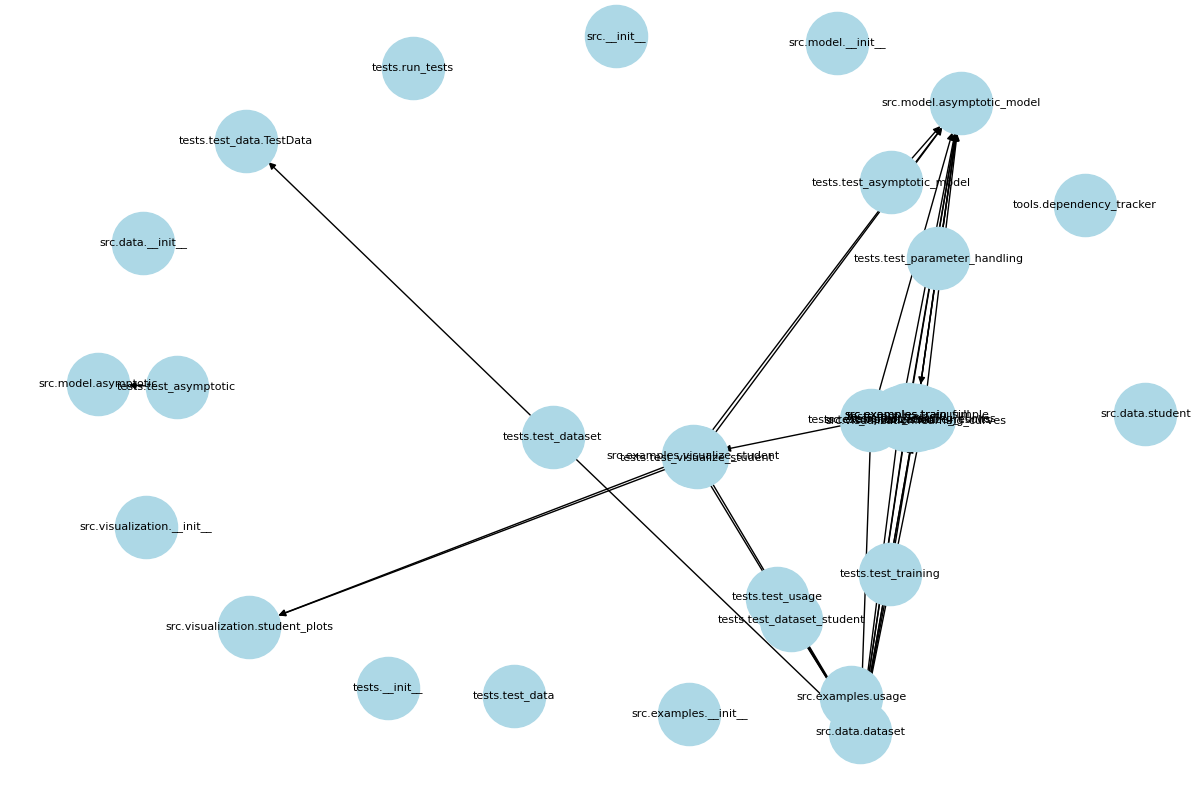 src.__init__
src.model.__init__
tests.run_tests
src.model.asymptotic_model
tests.test_data.TestData
tests.test_asymptotic_model
tools.dependency_tracker
src.data.__init__
tests.test_parameter_handling
src.model.asymptotic
tests.test_asymptotic
src.data.student
tests.test_dataset
src.examples.visualize_student
tests.test_visualize_student
src.visualization.__init__
tests.test_training
tests.test_usage
tests.test_dataset_student
src.visualization.student_plots
tests.__init__
tests.test_data
src.examples.usage
src.examples.__init__
src.data.dataset